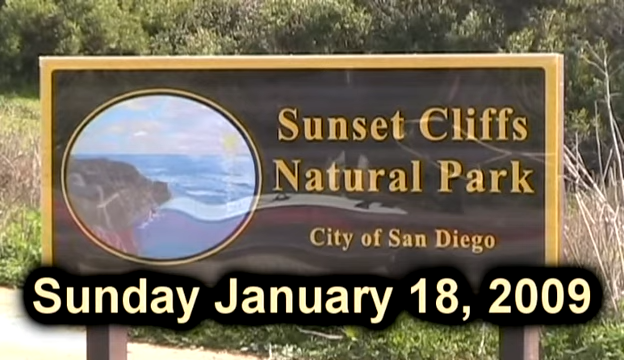 Sunset Cliffs
Natural Park
City of San Diego
Sunday January 18, 2009